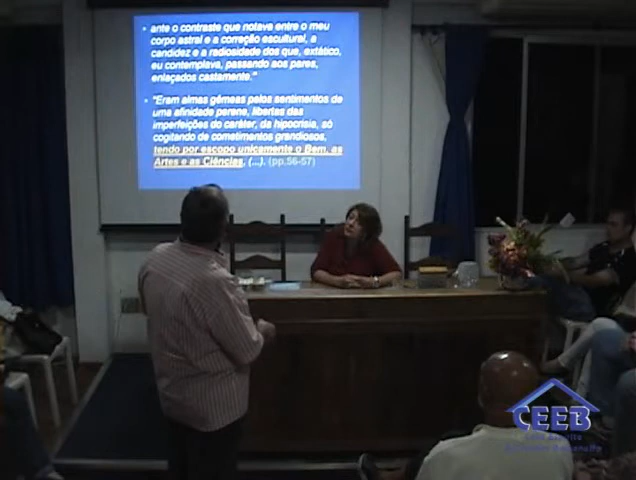 • ante o contraste que notava entre o meu
corpo astral e a correção escultural, a
candidez e a radiosidade dos que, extático,
eu contemplava, passando aos pares,
enlaçados castamente."
• "Eram almas gêmeas pelos sentimentos de
uma afinidade perene, libertas das
imperfeições do caráter, da hipocrisia, só
cogitando de cometimentos grandiosos,
tendo por escopo unicamente o Bem, as
Artes e as Ciências, (...). (pp.56-57)
CEEB